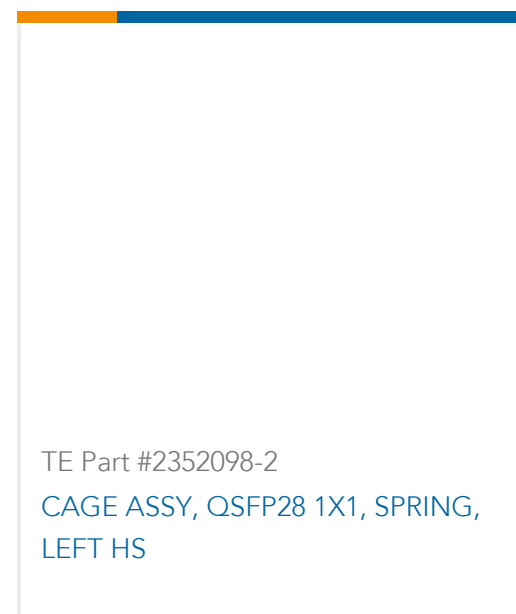 TE Part #2352098-2
CAGE ASSY, QSFP28 1X1, SPRING,
LEFT HS